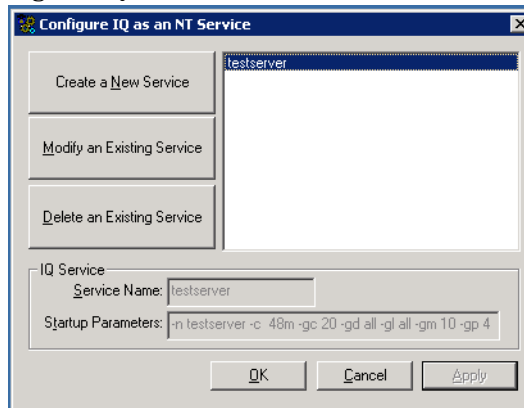 Configure IQ as an NT Service
Create a New Service
testserver
Modify an Existing Service
Delete an Existing Service
IQ Service
Service Name: testserver
Startup Parameters: -n testserver -c 48m -gc 20 -gd all -gl all -gm 10 -gp 4
OK Cancel Apply